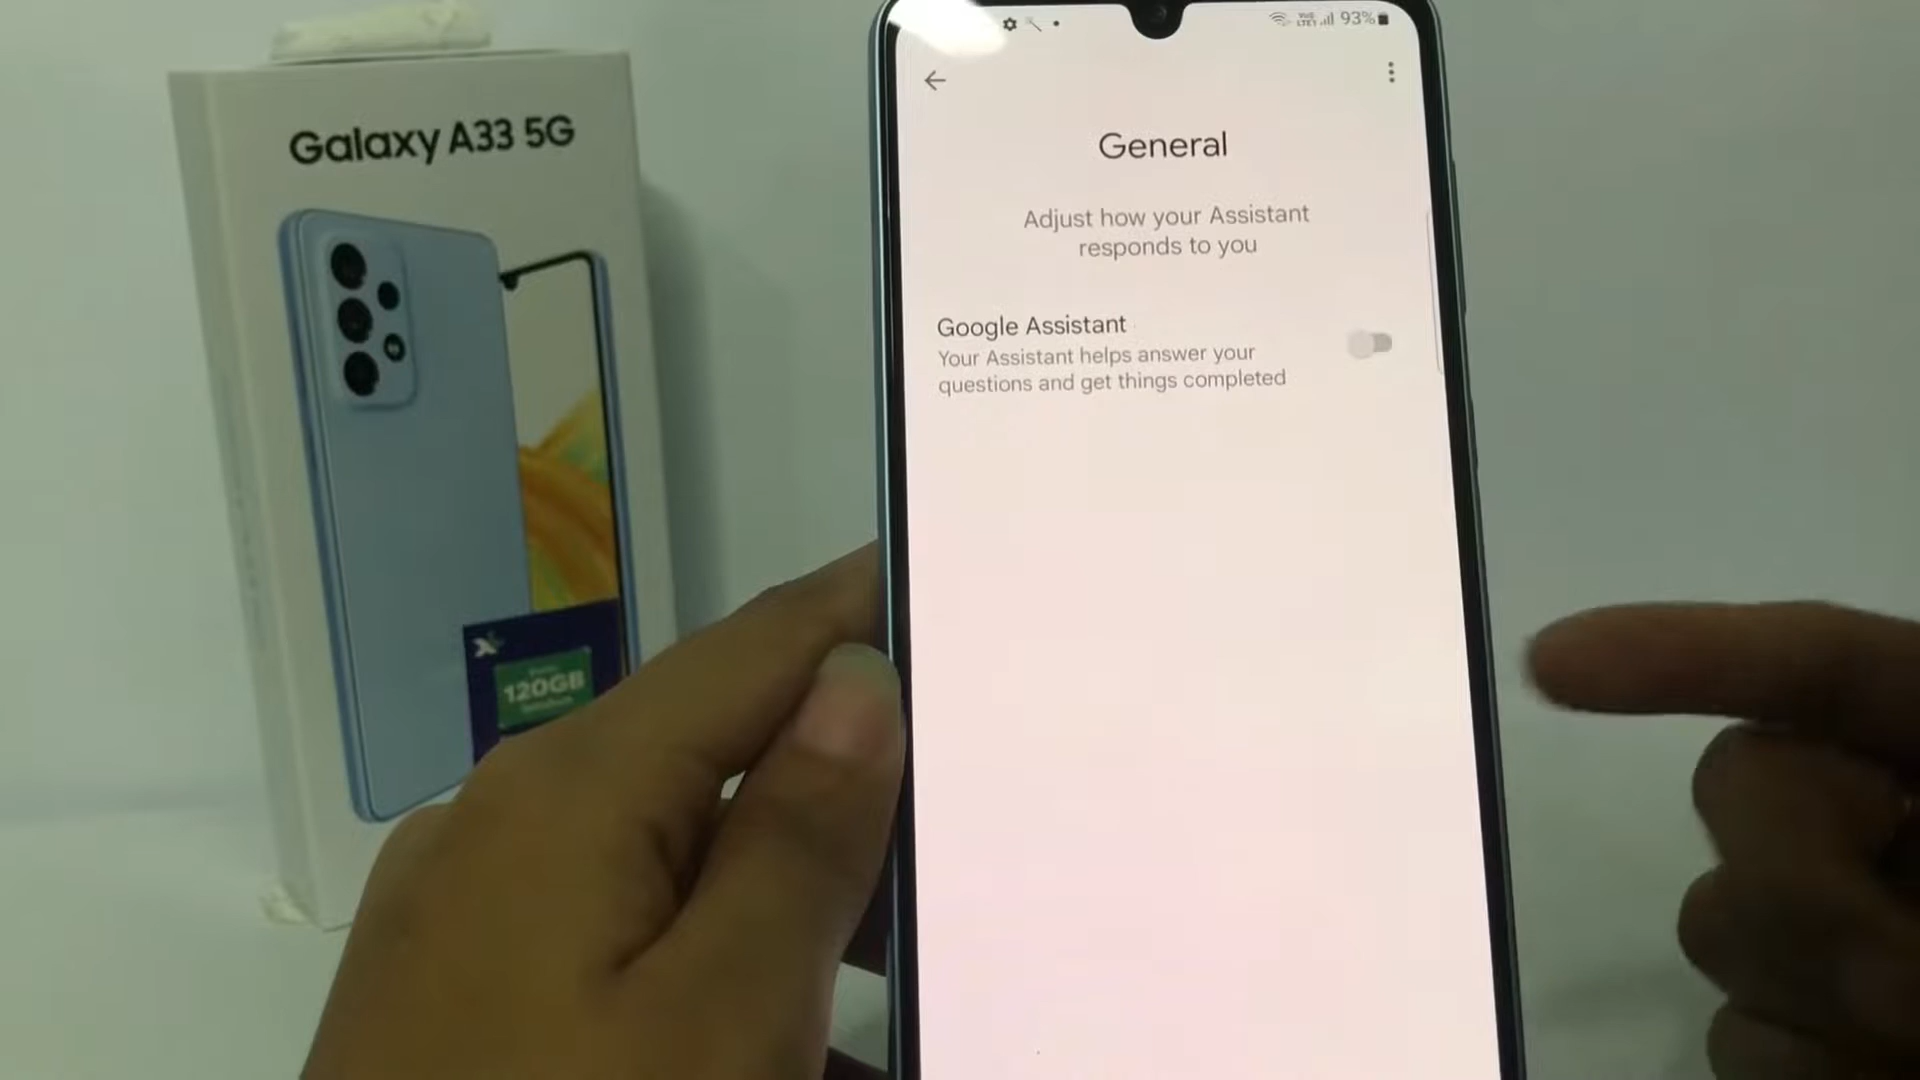 Galaxy A33 5G
120GB
93%
General
Adjust how your Assistant
responds to you
Google Assistant
Your Assistant helps answer your
questions and get things completed